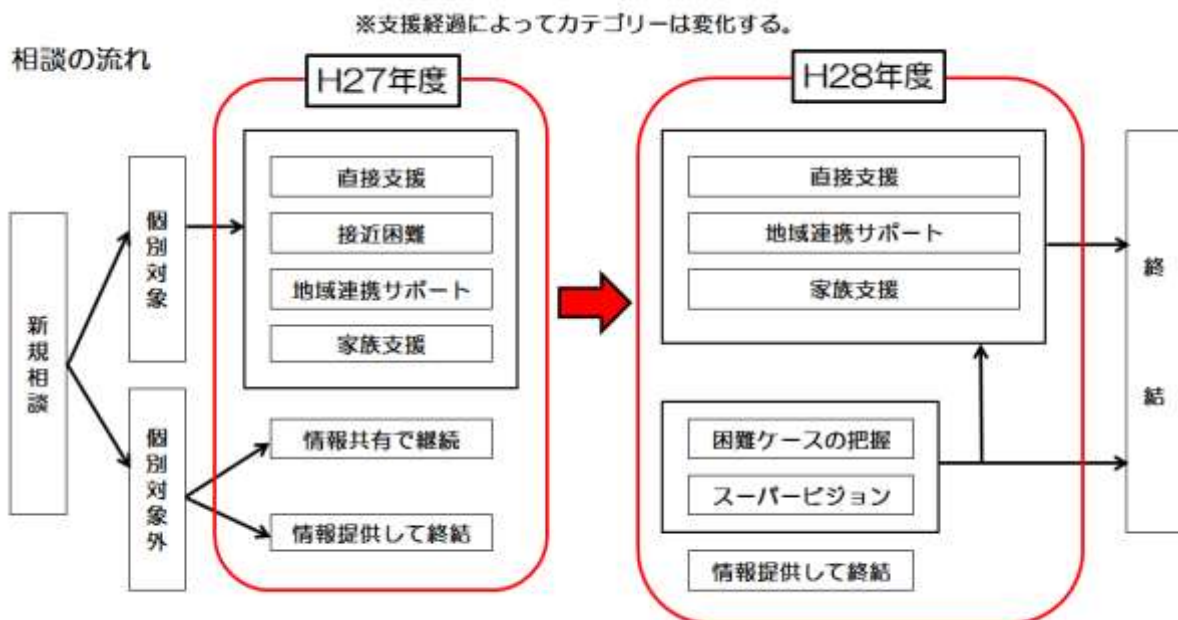 ※支援経過によってカテゴリーは変化する。
相談の流れ
H27年度
H28年度
新規相談
個別対象
個別対象外
直接支援
接近困難
地域連携サポート
家族支援
情報共有で継続
情報提供して終結
直接支援
地域連携サポート
家族支援
困難ケースの把握
スーパービジョン
情報提供して終結
終結